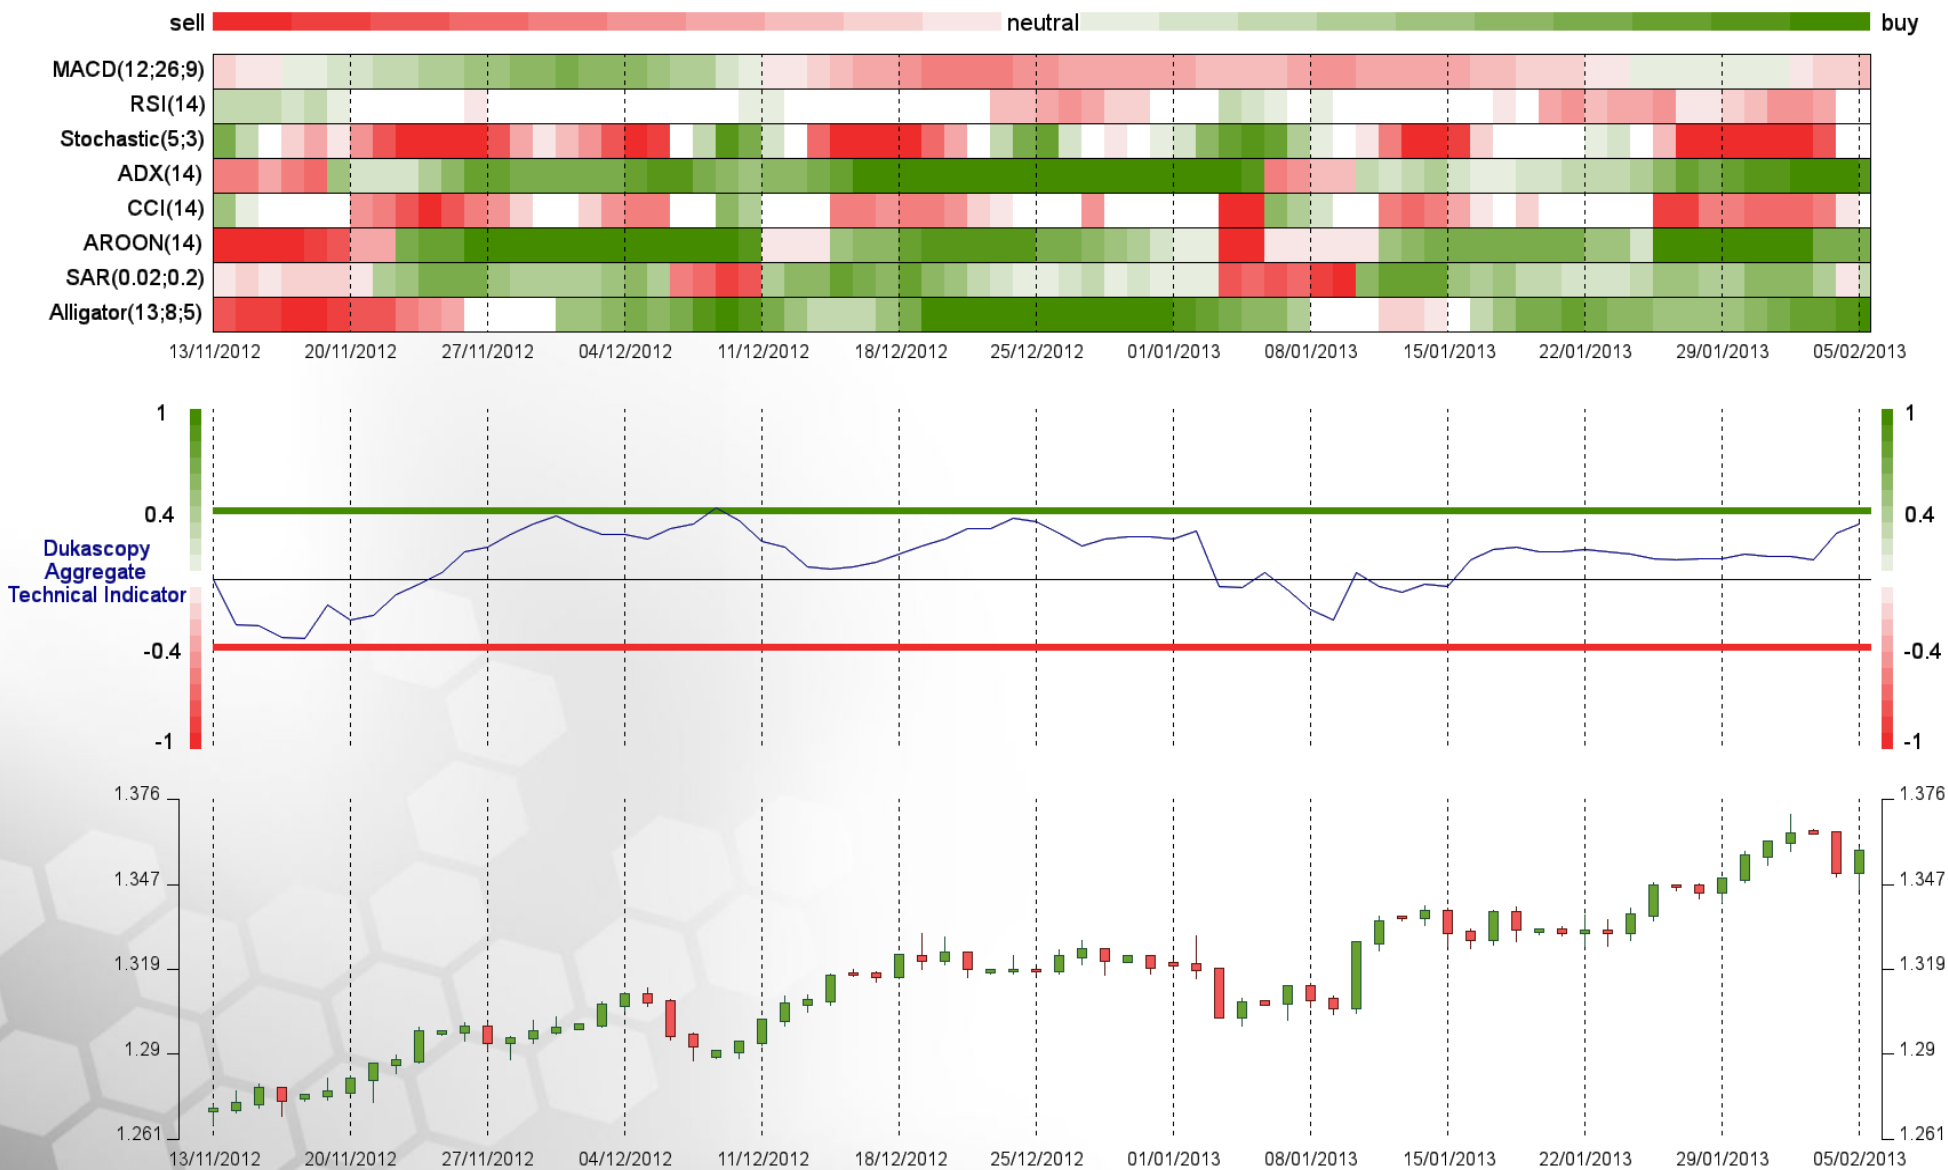 sell neutral buy
MACD(12;26;9)
RSI(14)
Stochastic(5;3)
ADX(14)
CCI(14)
AROON(14)
SAR(0.02;0.2)
Alligator(13;8;5)
13/11/2012 20/11/2012 27/11/2012 04/12/2012 11/12/2012 18/12/2012 25/12/2012 01/01/2013 08/01/2013 15/01/2013 22/01/2013 29/01/2013 05/02/2013
1 1
0.4 0.4
Dukascopy
Aggregate
Technical Indicator
-0.4 -0.4
-1 -1
1.376 1.376
1.347 1.347
1.319 1.319
1.29 1.29
1.261 1.261
13/11/2012 20/11/2012 27/11/2012 04/12/2012 11/12/2012 18/12/2012 25/12/2012 01/01/2013 08/01/2013 15/01/2013 22/01/2013 29/01/2013 05/02/2013